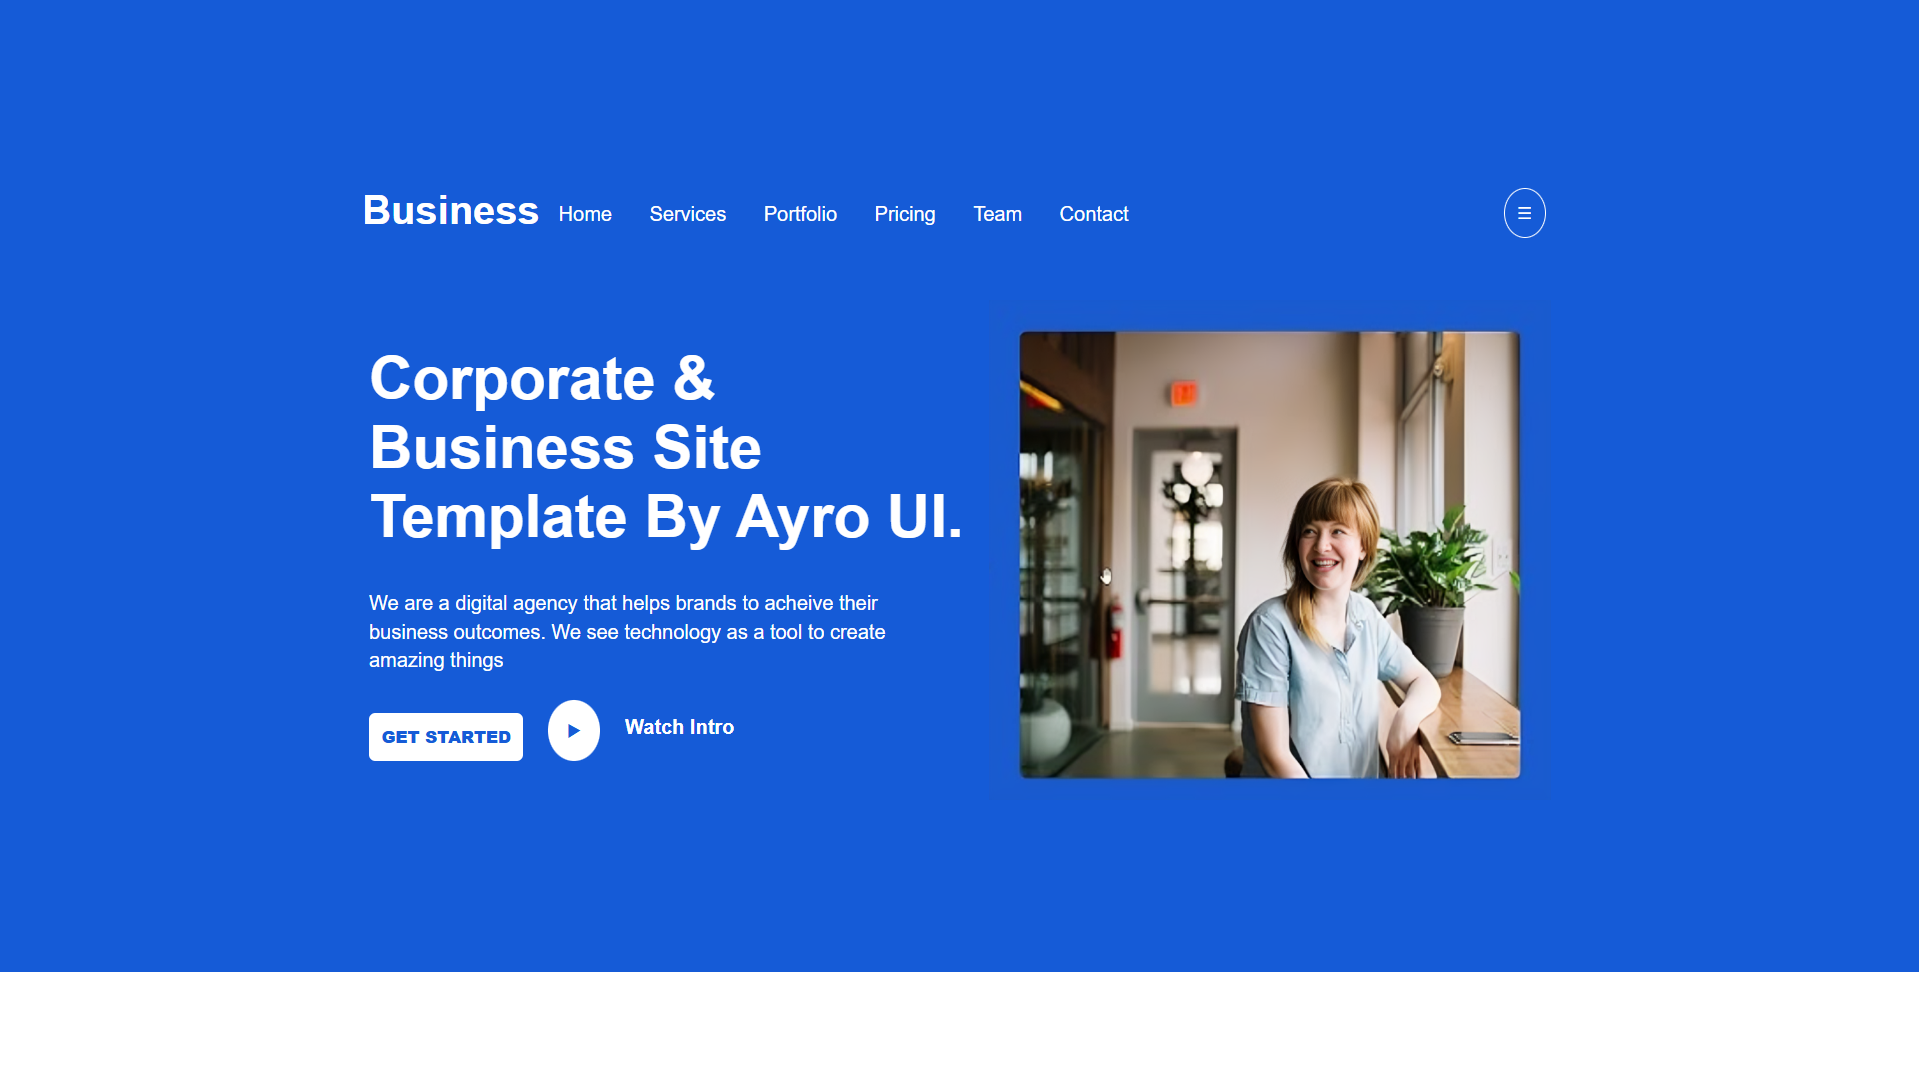 Business Home Services Portfolio Pricing Team Contact
Corporate &
Business Site
Template By Ayro UI.
We are a digital agency that helps brands to acheive their
business outcomes. We see technology as a tool to create
amazing things
GET STARTED Watch Intro